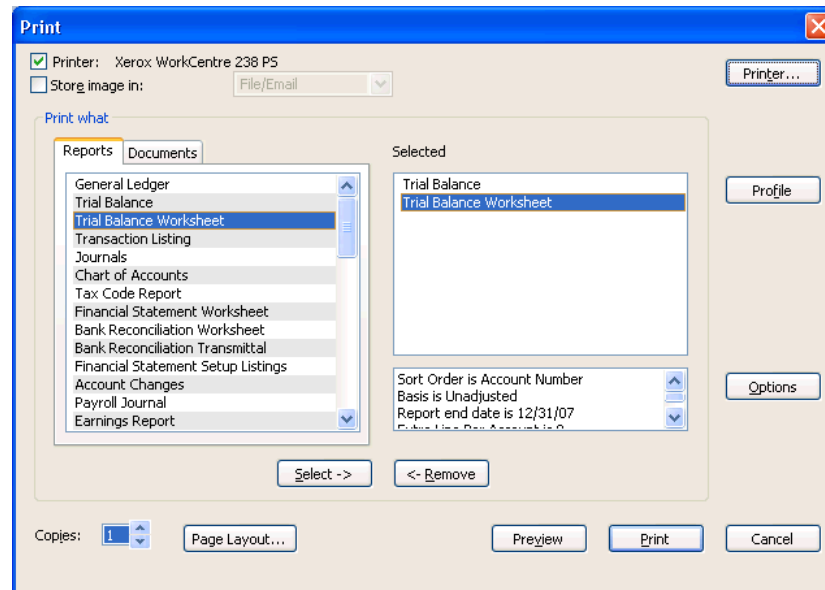 Print
Printer: Xerox WorkCentre 238 PS
Printer...
Store image in: File/Email
Print what
Reports Documents
Selected
General Ledger
Trial Balance
Trial Balance Worksheet
Transaction Listing
Journals
Chart of Accounts
Tax Code Report
Financial Statement Worksheet
Bank Reconciliation Worksheet
Bank Reconciliation Transmittal
Financial Statement Setup Listings
Account Changes
Payroll Journal
Earnings Report
Trial Balance
Trial Balance Worksheet
Profile
Sort Order is Account Number
Basis is Unadjusted
Report end date is 12/31/07
Options
Select ->
<- Remove
Copies: 1
Page Layout...
Preview
Print
Cancel